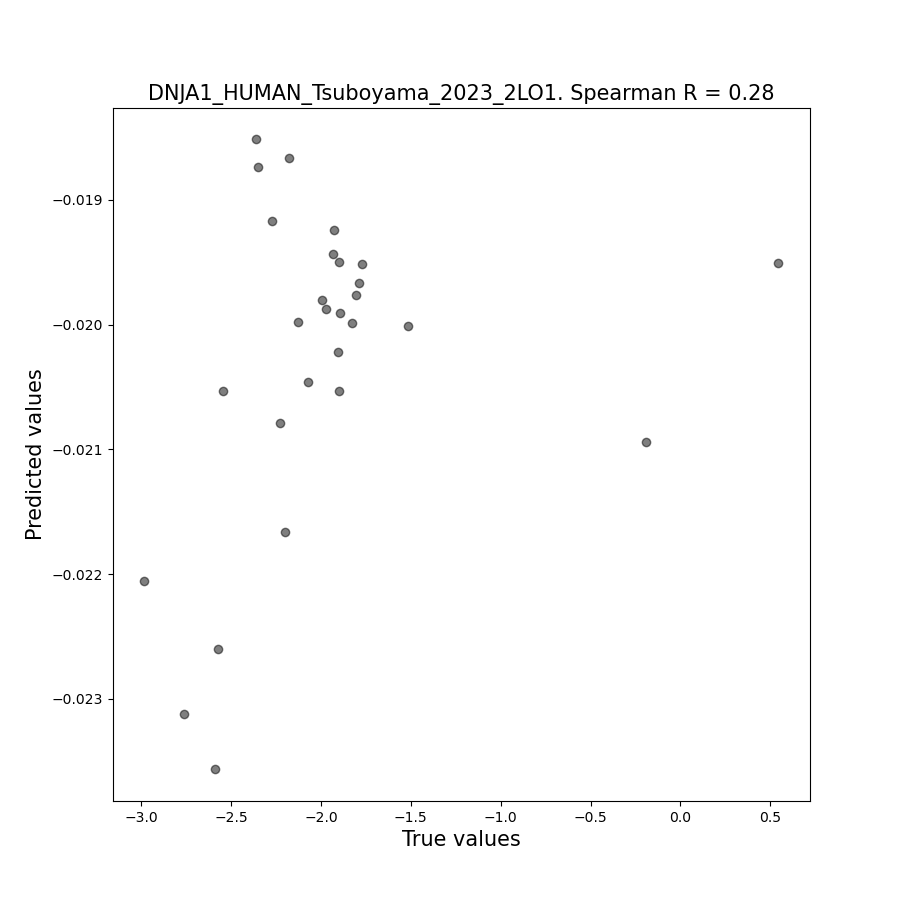 DNJA1_HUMAN_Tsuboyama_2023_2LO1. Spearman R = 0.28
−0.019
−0.020
−0.021
−0.022
−0.023
Predicted values
−3.0 −2.5 −2.0 −1.5 −1.0 −0.5 0.0 0.5
True values